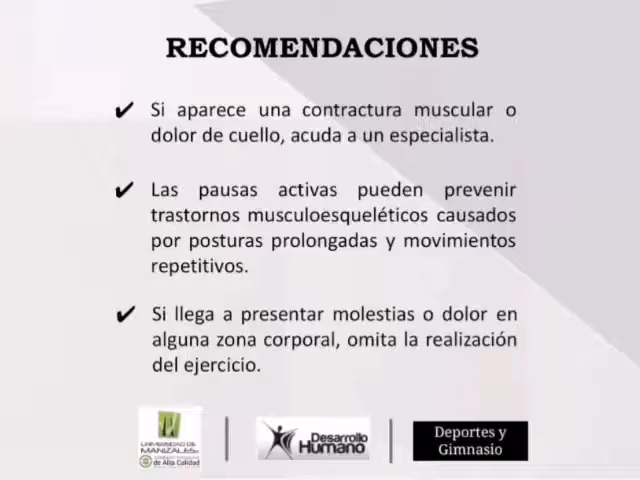 RECOMENDACIONES
✔ Si aparece una contractura muscular o
dolor de cuello, acuda a un especialista.
✔ Las pausas activas pueden prevenir
trastornos musculoesqueléticos causados
por posturas prolongadas y movimientos
repetitivos.
✔ Si llega a presentar molestias o dolor en
alguna zona corporal, omita la realización
del ejercicio.
UNIVERSIDAD DE
MANIZALES
de Alta Calidad
Desarrollo
Humano
Deportes y
Gimnasio